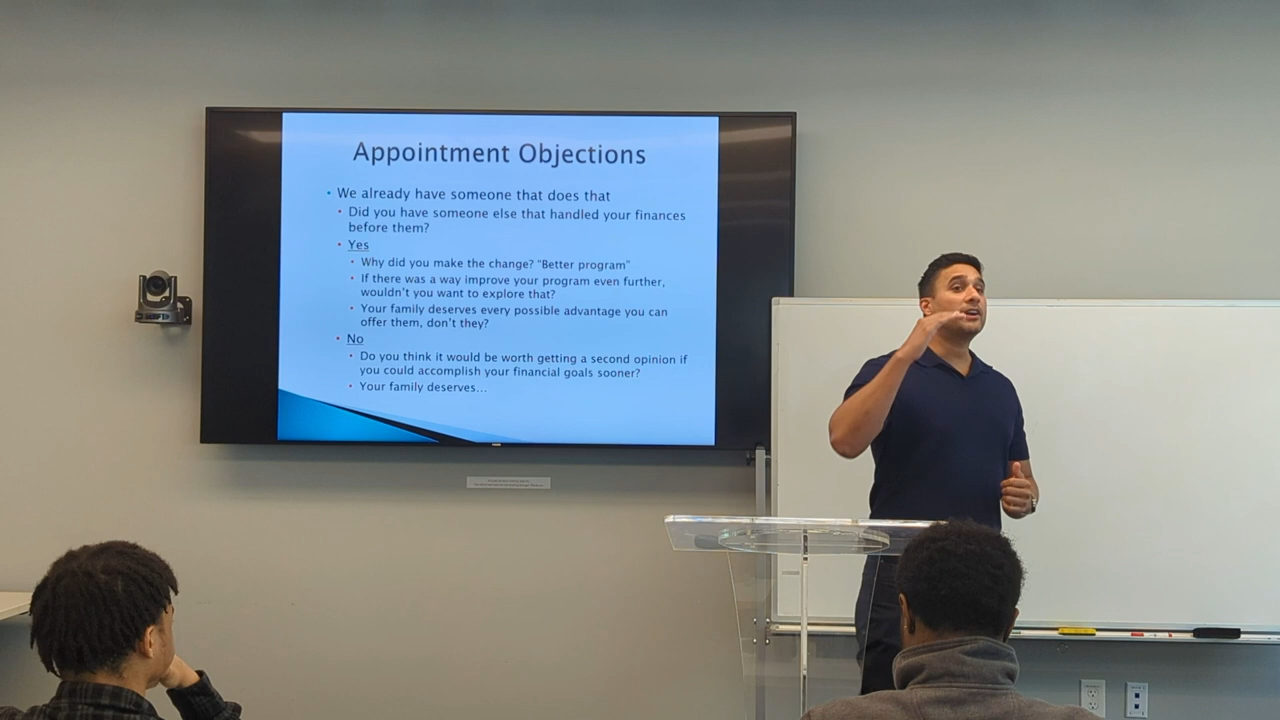 Appointment Objections
• We already have someone that does that
• Did you have someone else that handled your finances
before them?
• Yes
• Why did you make the change? "Better program"
• If there was a way improve your program even further,
wouldn't you want to explore that?
• Your family deserves every possible advantage you can
offer them, don't they?
• No
• Do you think it would be worth getting a second opinion if
you could accomplish your financial goals sooner?
• Your family deserves...